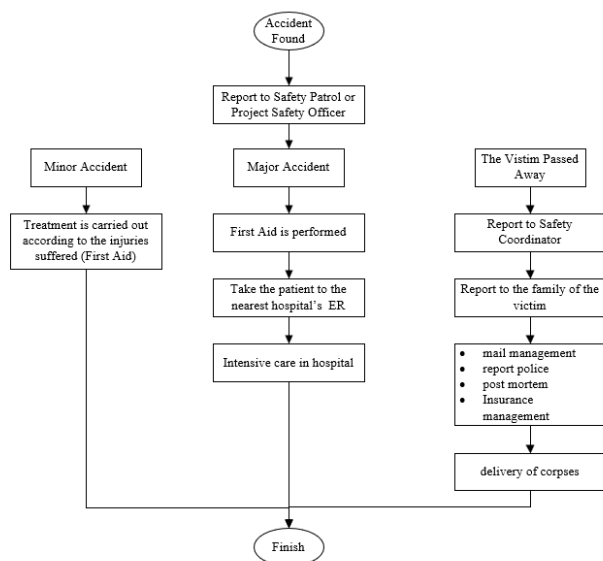 Accident
Found
Report to Safety Patrol or
Project Safety Officer
Minor Accident
Major Accident
The Vistim Passed
Away
Treatment is carried out
according to the injuries
suffered (First Aid)
First Aid is performed
Report to Safety
Coordinator
Take the patient to the
nearest hospital's  ER
Report to the family of the
victim
Intensive care in hospital
• mail management
• report police
• post mortem
• Insurance
management
delivery of corpses
Finish